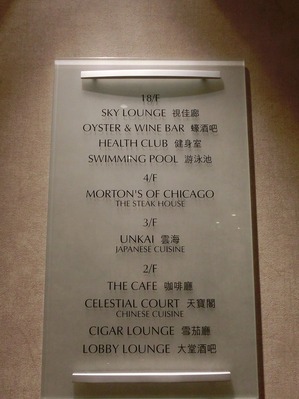 18/F
SKY LOUNGE 視佳廊
OYSTER & WINE BAR 蠔酒吧
HEALTH CLUB 健身室
SWIMMING POOL 游泳池
4/F
MORTON'S OF CHICAGO
THE STEAK HOUSE
3/F
UNKAI 雲海
JAPANESE CUISINE
2/F
THE CAFE 咖啡廳
CELESTIAL COURT 天寶閣
CHINESE CUISINE
CIGAR LOUNGE 雪茄廳
LOBBY LOUNGE 大堂酒吧